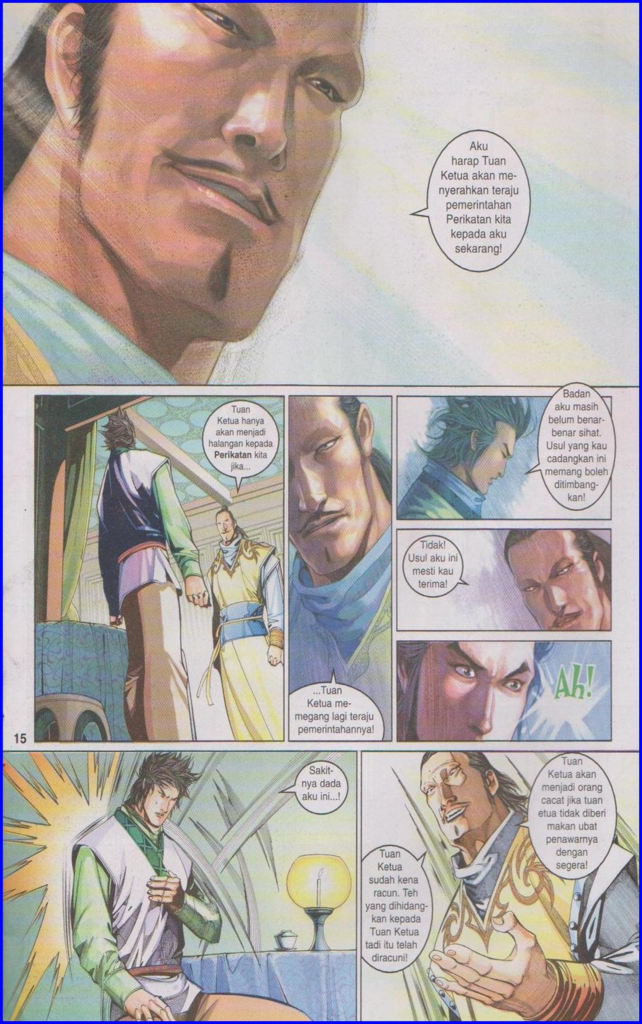 Aku
harap Tuan
Ketua akan me-
nyerahkan teraju
pemerintahan
Perikatan kita
kepada aku
sekarang!
Tuan
Ketua hanya
akan menjadi
halangan kepada
Perikatan kita
jika...
...Tuan
Ketua me-
megang lagi teraju
pemerintahannya!
Badan
aku masih
belum benar-
benar sihat.
Usul yang kau
cadangkan ini
memang boleh
ditimbang-
kan!
Tidak!
Usul aku ini
mesti kau
terima!
Ah!
15
Sakit-
nya dada
aku ini...!
Tuan
Ketua akan
menjadi orang
cacat jika tuan
etua tidak diberi
makan ubat
penawarnya
dengan
segera!
Tuan
Ketua
sudah kena
racun. Teh
yang dihidang-
kan kepada
Tuan Ketua
tadi itu telah
diracuni!